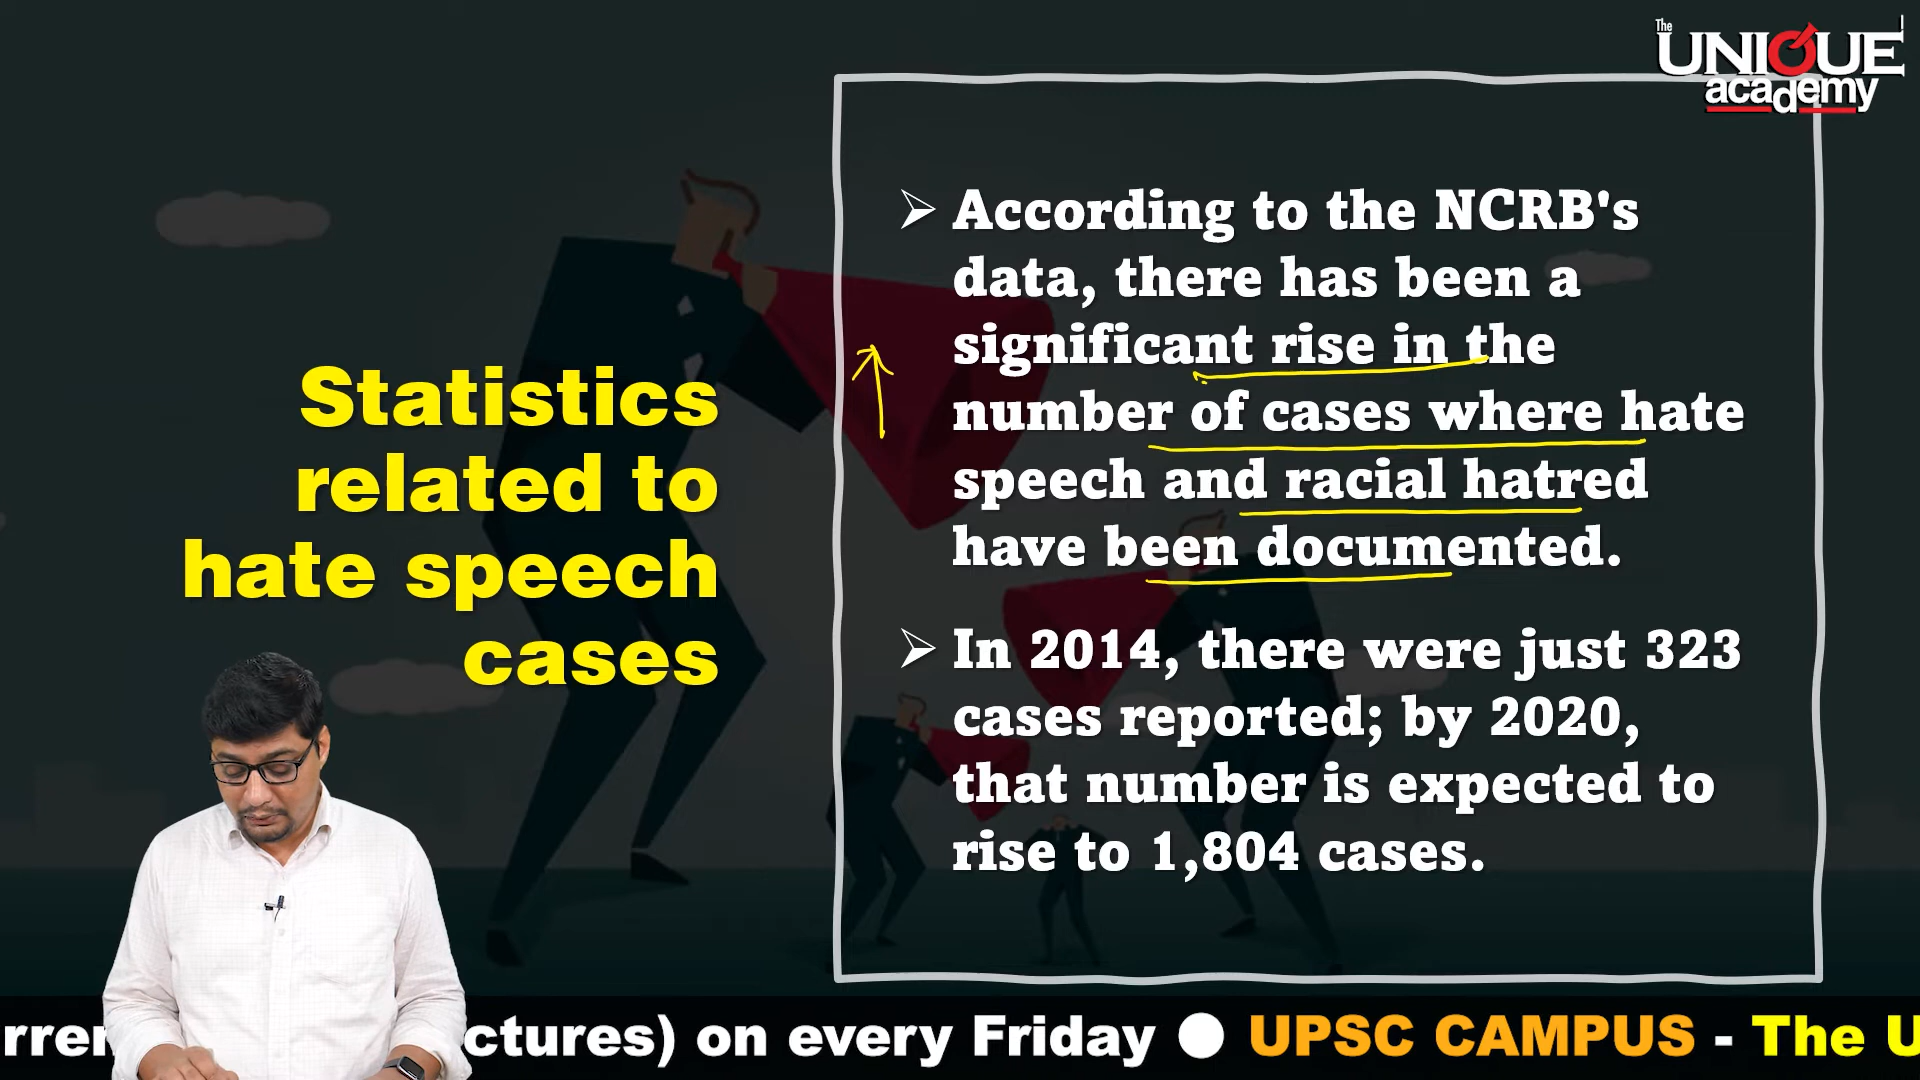 The
UNIQUE
academy
Statistics
related to
hate speech
cases
According to the NCRB's
data, there has been a
significant rise in the
number of cases where hate
speech and racial hatred
have been documented.
In 2014, there were just 323
cases reported; by 2020,
that number is expected to
rise to 1,804 cases.
on every Friday ● UPSC CAMPUS - The